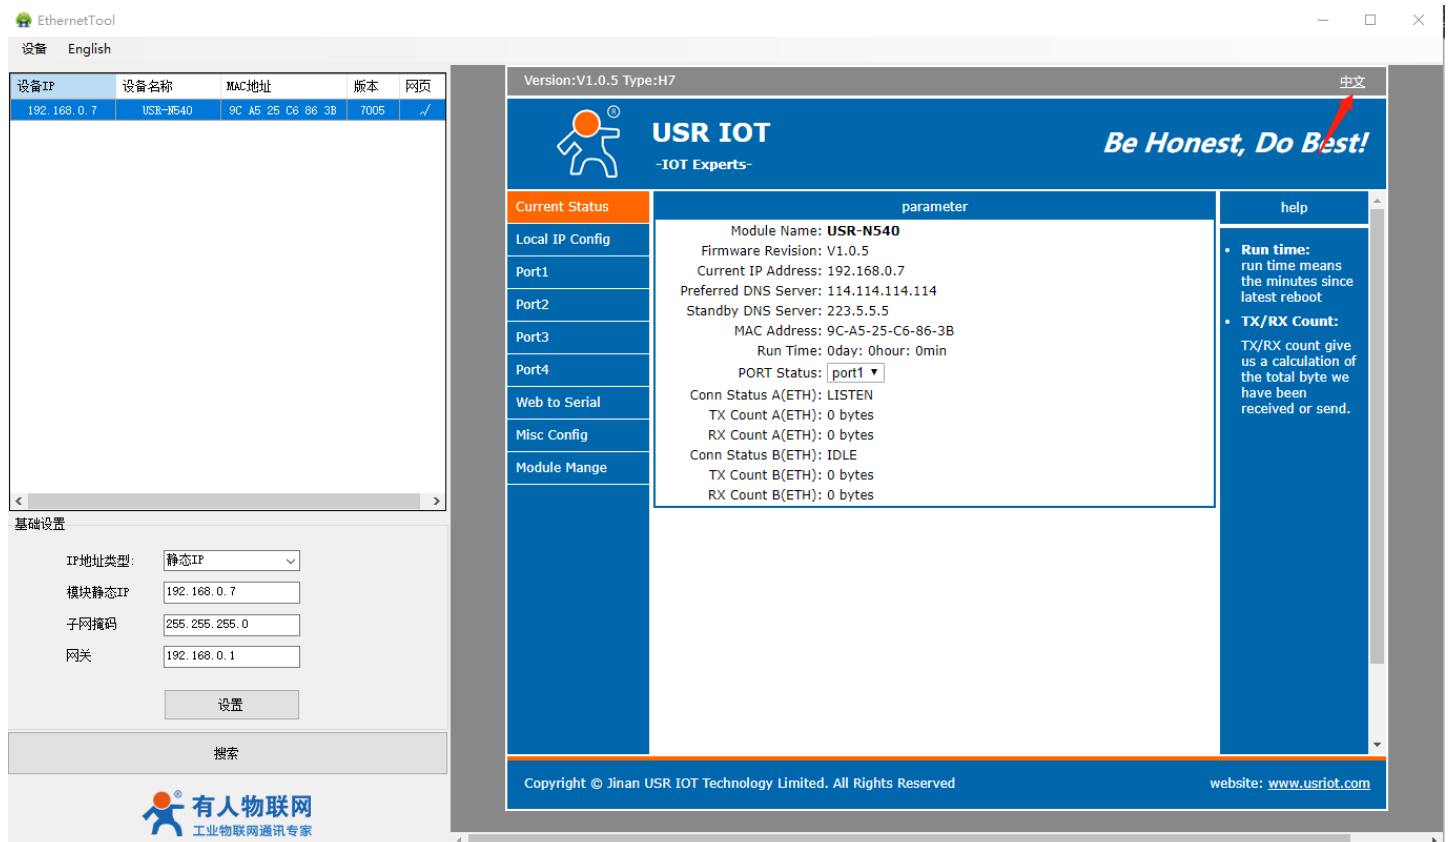 EthernetTool
设备 English
设备IP 设备名称 MAC地址 版本 网页
192.168.0.7 USR-N540 9C A5 25 C6 86 3B 7005 √
基础设置
IP地址类型: 静态IP
模块静态IP 192.168.0.7
子网掩码 255.255.255.0
网关 192.168.0.1
设置
搜索
有人物联网®
工业物联网通讯专家
Version:V1.0.5 Type:H7 中文
®
USR IOT
-IOT Experts-
Be Honest, Do Best!
Current Status
Local IP Config
Port1
Port2
Port3
Port4
Web to Serial
Misc Config
Module Mange
parameter
Module Name: USR-N540
Firmware Revision: V1.0.5
Current IP Address: 192.168.0.7
Preferred DNS Server: 114.114.114.114
Standby DNS Server: 223.5.5.5
MAC Address: 9C-A5-25-C6-86-3B
Run Time: 0day: 0hour: 0min
PORT Status: port1
Conn Status A(ETH): LISTEN
TX Count A(ETH): 0 bytes
RX Count A(ETH): 0 bytes
Conn Status B(ETH): IDLE
TX Count B(ETH): 0 bytes
RX Count B(ETH): 0 bytes
help
• Run time:
run time means
the minutes since
latest reboot
• TX/RX Count:
TX/RX count give
us a calculation of
the total byte we
have been
received or send.
Copyright © Jinan USR IOT Technology Limited. All Rights Reserved website: www.usriot.com